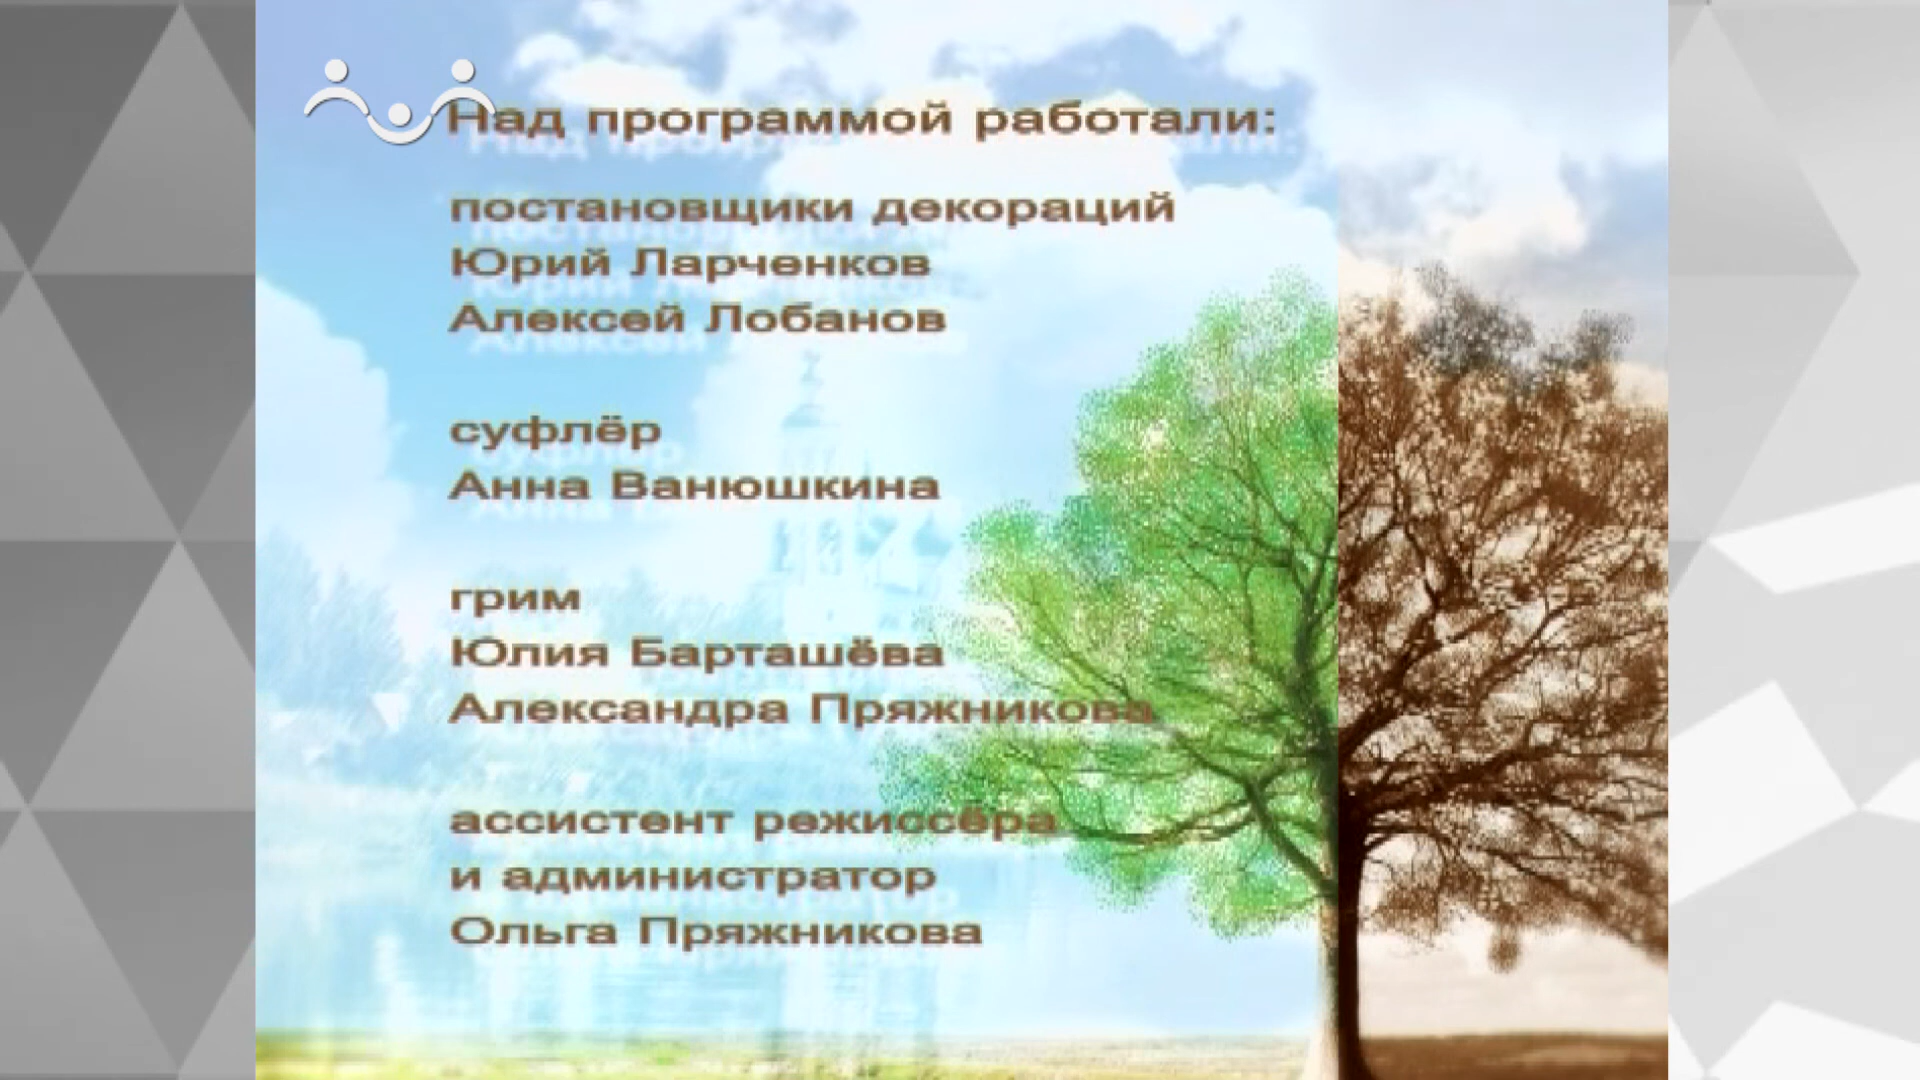 Над программой работали:
постановщики декораций
Юрий Ларченков
Алексей Лобанов
суфлёр
Анна Ванюшкина
грим
Юлия Барташёва
Александра Пряжникова
ассистент режиссёра
и администратор
Ольга Пряжникова